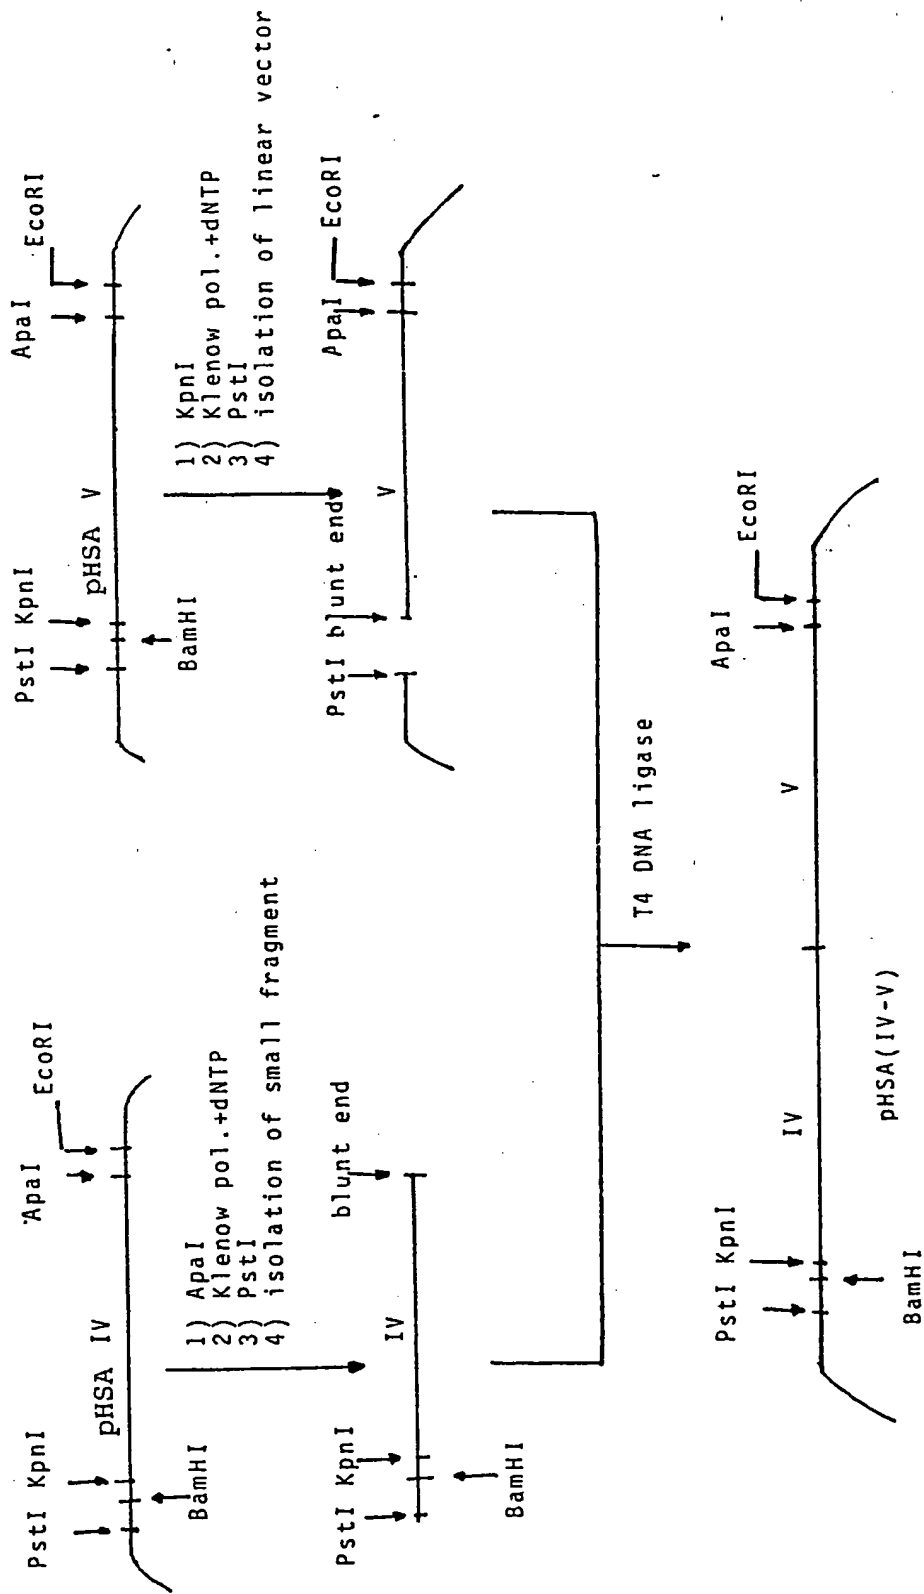 PstI KpnI
pHSA IV
ApaI
EcoRI
BamHI
1) ApaI
2) Klenow pol.+dNTP
3) PstI
4) isolation of small fragment
PstI KpnI
IV
blunt end
BamHI
PstI KpnI
pHSA V
ApaI
EcoRI
BamHI
1) KpnI
2) Klenow pol.+dNTP
3) PstI
4) isolation of linear vector
PstI blunt end
V
ApaI
EcoRI
T4 DNA ligase
PstI KpnI
IV
V
ApaI
EcoRI
BamHI
pHSA(IV-V)